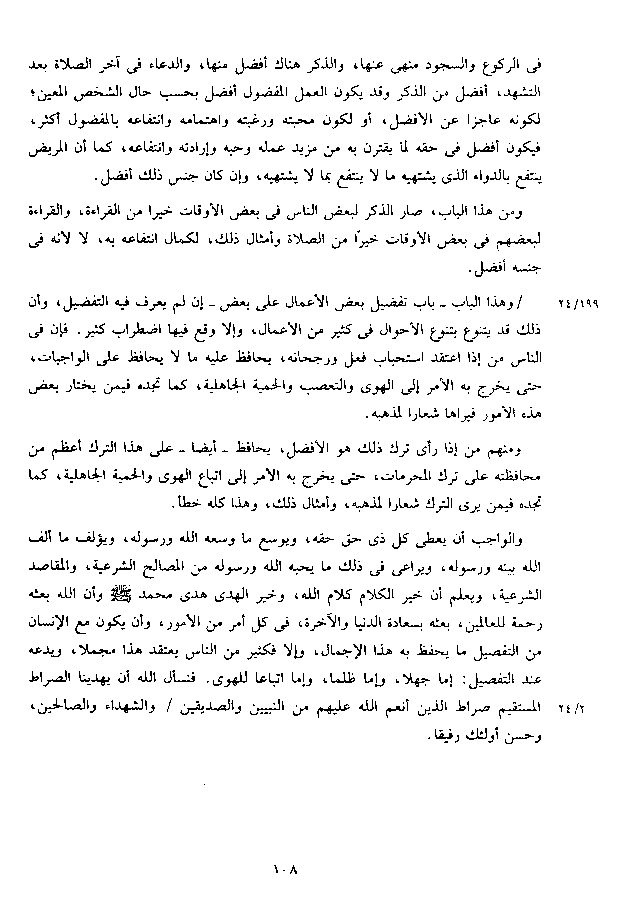 فى الركوع والسجود منهى عنها، والذكر هناك أفضل منها، والدعاء فى آخر الصلاة بعد
التشهد، أفضل من الذكر وقد يكون العمل المفضول أفضل بحسب حال الشخص المعين؛
لكونه عاجزا عن الأفضل، أو لكون محبته ورغبته واهتمامه وانتفاعه بالمفضول أكثر،
فيكون أفضل فى حقه لما يقترن به من مزيد عمله وحبه وإرادته وانتفاعه، كما أن المريض
ينتفع بالدواء الذى يشتهيه ما لا ينتفع بما لا يشتهيه، وإن كان جنس ذلك أفضل.
ومن هذا الباب، صار الذكر لبعض الناس فى بعض الأوقات خيرا من القراءة، والقراءة
لبعضهم فى بعض الأوقات خيرًا من الصلاة وأمثال ذلك، لكمال انتفاعه به، لا لأنه فى
جنسه أفضل.
٢٤/١٩٩ / وهذا الباب ـ باب تفضيل بعض الأعمال على بعض ـ إن لم يعرف فيه التفضيل، وأن
ذلك قد يتنوع بتنوع الأحوال فى كثير من الأعمال، وإلا وقع فيها اضطراب كثير. فإن فى
الناس من إذا اعتقد استحباب فعل ورجحانه، يحافظ عليه ما لا يحافظ على الواجبات،
حتى يخرج به الأمر إلى الهوى والتعصب والحمية الجاهلية، كما تجده فيمن يختار بعض
هذه الأمور فيراها شعارا لمذهبه.
ومنهم من إذا رأى ترك ذلك هو الأفضل، يحافظ ـ أيضا ـ على هذا الترك أعظم من
محافظته على ترك المحرمات، حتى يخرج به الأمر إلى اتباع الهوى والحمية الجاهلية، كما
تجده فيمن يرى الترك شعارا لمذهبه، وأمثال ذلك، وهذا كله خطأ.
والواجب أن يعطى كل ذى حق حقه، ويوسع ما وسعه الله ورسوله، ويؤلف ما ألف
الله بينه ورسوله، ويراعى فى ذلك ما يحبه الله ورسوله من المصالح الشرعية، والمقاصد
الشرعية، ويعلم أن خير الكلام كلام الله، وخير الهدى هدى محمد ﷺ وأن الله بعثه
رحمة للعالمين، بعثه بسعادة الدنيا والآخرة، فى كل أمر من الأمور، وأن يكون مع الإنسان
من التفصيل ما يحفظ به هذا الإجمال، وإلا فكثير من الناس يعتقد هذا مجملا، ويدعه
عند التفصيل: إما جهلا، وإما ظلما، وإما اتباعا للهوى. فنسأل الله أن يهدينا الصراط
٢٤/٢ المستقيم صراط الذين أنعم الله عليهم من النبيين والصديقين / والشهداء والصالحين،
وحسن أولئك رفيقا.
١٠٨